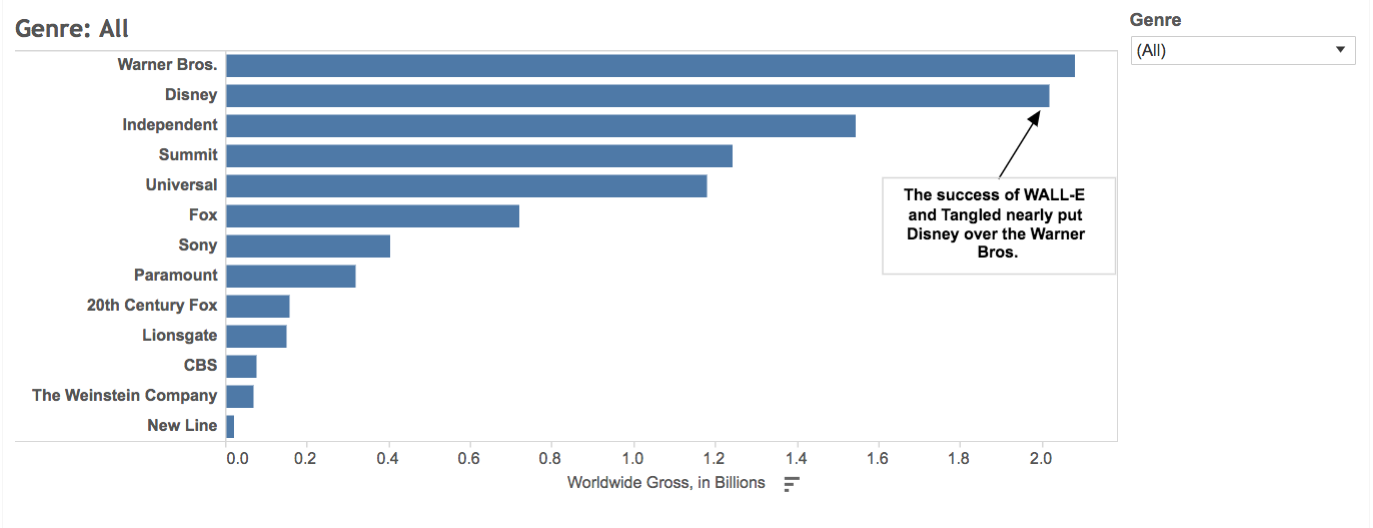 Genre: All
Genre
(All)
Warner Bros.
Disney
Independent
Summit
Universal
Fox
Sony
Paramount
20th Century Fox
Lionsgate
CBS
The Weinstein Company
New Line
The success of WALL-E
and Tangled nearly put
Disney over the Warner
Bros.
0.0 0.2 0.4 0.6 0.8 1.0 1.2 1.4 1.6 1.8 2.0
Worldwide Gross, in Billions